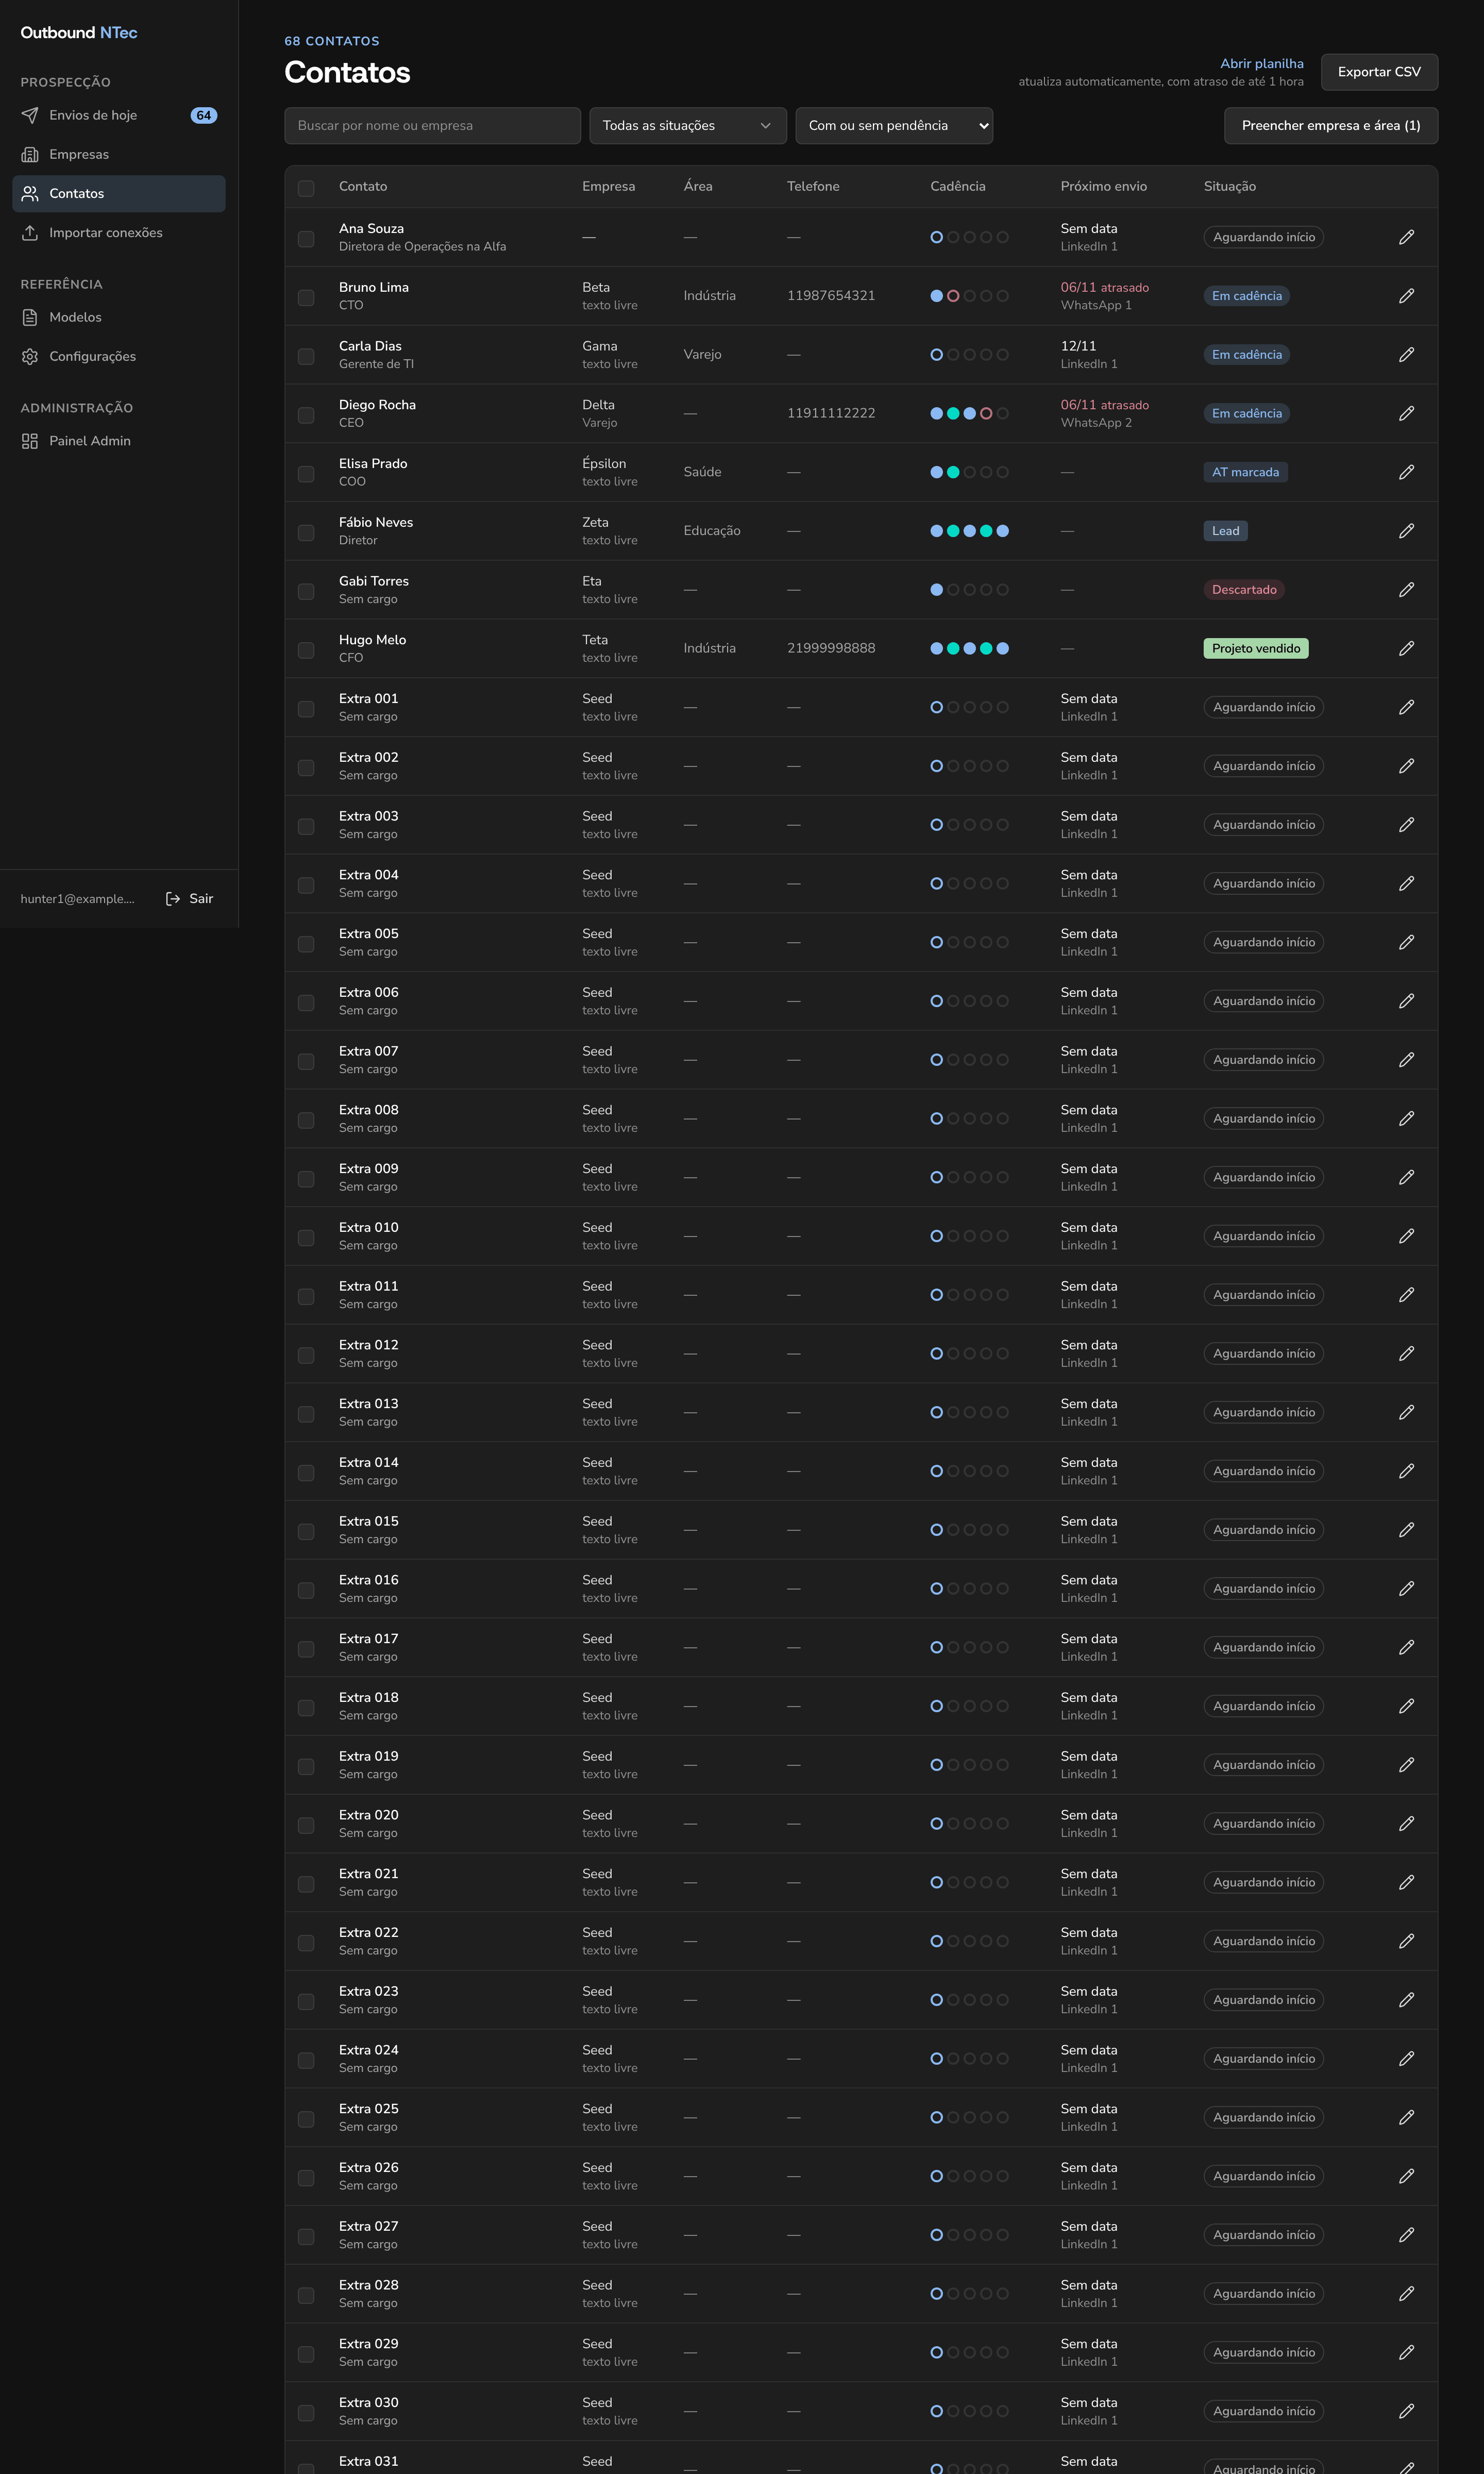 Outbound NTec
PROSPECÇÃO
Envios de hoje 64
Empresas
Contatos
Importar conexões
REFERÊNCIA
Modelos
Configurações
ADMINISTRAÇÃO
Painel Admin
hunter1@example.... Sair
68 CONTATOS
Contatos
Abrir planilha
atualiza automaticamente, com atraso de até 1 hora
Exportar CSV
Buscar por nome ou empresa Todas as situações Com ou sem pendência Preencher empresa e área (1)
Contato Empresa Área Telefone Cadência Próximo envio Situação
Ana Souza — — — Sem data Aguardando início
Diretora de Operações na Alfa LinkedIn 1
Bruno Lima Beta Indústria 11987654321 06/11 atrasado Em cadência
CTO texto livre WhatsApp 1
Carla Dias Gama Varejo — 12/11 Em cadência
Gerente de TI texto livre LinkedIn 1
Diego Rocha Delta — 11911112222 06/11 atrasado Em cadência
CEO Varejo WhatsApp 2
Elisa Prado Épsilon Saúde — — AT marcada
COO texto livre
Fábio Neves Zeta Educação — — Lead
Diretor texto livre
Gabi Torres Eta — — — Descartado
Sem cargo texto livre
Hugo Melo Teta Indústria 21999998888 — Projeto vendido
CFO texto livre
Extra 001 Seed — — Sem data Aguardando início
Sem cargo texto livre LinkedIn 1
Extra 002 Seed — — Sem data Aguardando início
Sem cargo texto livre LinkedIn 1
Extra 003 Seed — — Sem data Aguardando início
Sem cargo texto livre LinkedIn 1
Extra 004 Seed — — Sem data Aguardando início
Sem cargo texto livre LinkedIn 1
Extra 005 Seed — — Sem data Aguardando início
Sem cargo texto livre LinkedIn 1
Extra 006 Seed — — Sem data Aguardando início
Sem cargo texto livre LinkedIn 1
Extra 007 Seed — — Sem data Aguardando início
Sem cargo texto livre LinkedIn 1
Extra 008 Seed — — Sem data Aguardando início
Sem cargo texto livre LinkedIn 1
Extra 009 Seed — — Sem data Aguardando início
Sem cargo texto livre LinkedIn 1
Extra 010 Seed — — Sem data Aguardando início
Sem cargo texto livre LinkedIn 1
Extra 011 Seed — — Sem data Aguardando início
Sem cargo texto livre LinkedIn 1
Extra 012 Seed — — Sem data Aguardando início
Sem cargo texto livre LinkedIn 1
Extra 013 Seed — — Sem data Aguardando início
Sem cargo texto livre LinkedIn 1
Extra 014 Seed — — Sem data Aguardando início
Sem cargo texto livre LinkedIn 1
Extra 015 Seed — — Sem data Aguardando início
Sem cargo texto livre LinkedIn 1
Extra 016 Seed — — Sem data Aguardando início
Sem cargo texto livre LinkedIn 1
Extra 017 Seed — — Sem data Aguardando início
Sem cargo texto livre LinkedIn 1
Extra 018 Seed — — Sem data Aguardando início
Sem cargo texto livre LinkedIn 1
Extra 019 Seed — — Sem data Aguardando início
Sem cargo texto livre LinkedIn 1
Extra 020 Seed — — Sem data Aguardando início
Sem cargo texto livre LinkedIn 1
Extra 021 Seed — — Sem data Aguardando início
Sem cargo texto livre LinkedIn 1
Extra 022 Seed — — Sem data Aguardando início
Sem cargo texto livre LinkedIn 1
Extra 023 Seed — — Sem data Aguardando início
Sem cargo texto livre LinkedIn 1
Extra 024 Seed — — Sem data Aguardando início
Sem cargo texto livre LinkedIn 1
Extra 025 Seed — — Sem data Aguardando início
Sem cargo texto livre LinkedIn 1
Extra 026 Seed — — Sem data Aguardando início
Sem cargo texto livre LinkedIn 1
Extra 027 Seed — — Sem data Aguardando início
Sem cargo texto livre LinkedIn 1
Extra 028 Seed — — Sem data Aguardando início
Sem cargo texto livre LinkedIn 1
Extra 029 Seed — — Sem data Aguardando início
Sem cargo texto livre LinkedIn 1
Extra 030 Seed — — Sem data Aguardando início
Sem cargo texto livre LinkedIn 1
Extra 031 Seed — — Sem data Aguardando início